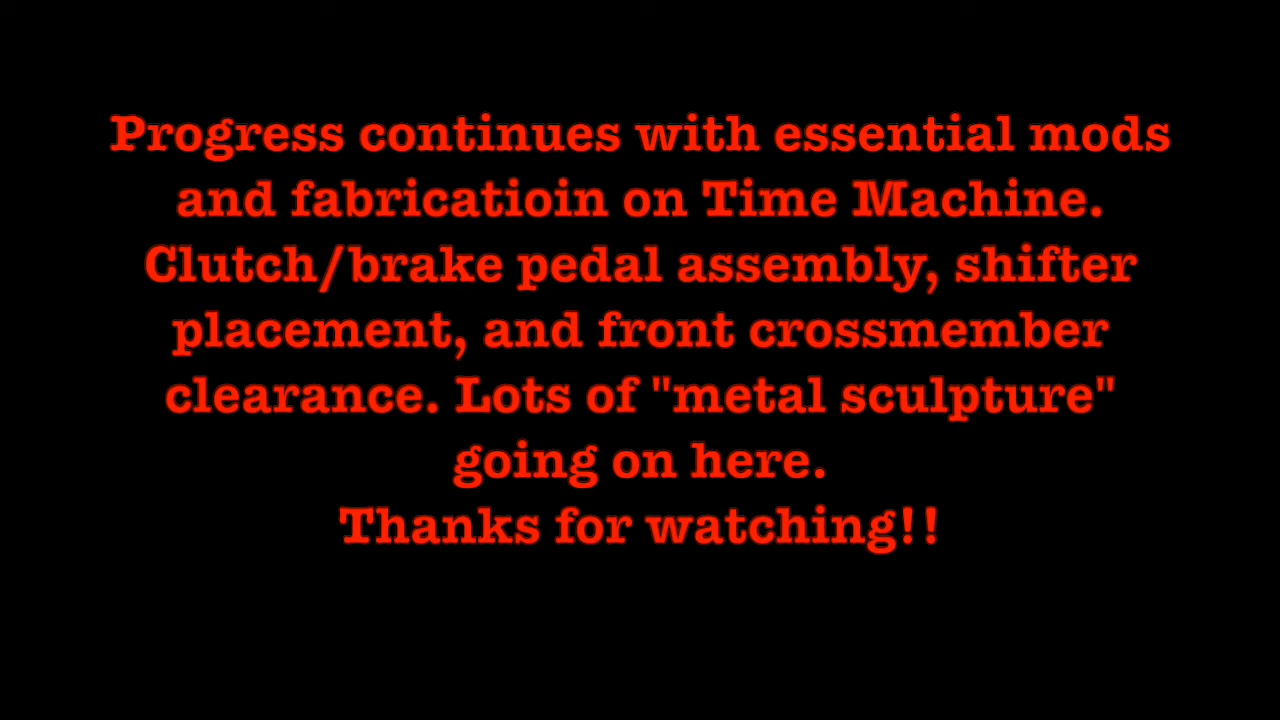 Progress continues with essential mods
and fabricatioin on Time Machine.
Clutch/brake pedal assembly, shifter
placement, and front crossmember
clearance. Lots of "metal sculpture"
going on here.
Thanks for watching!!